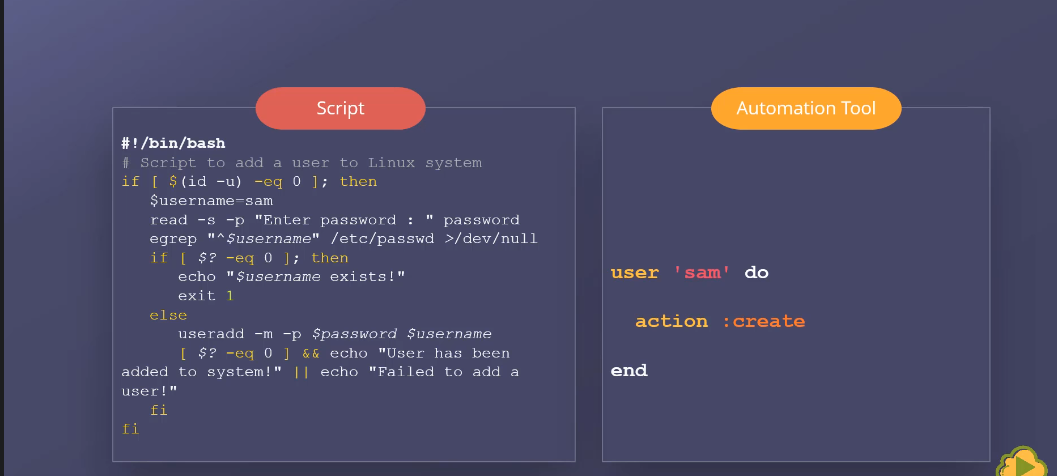 Script
#!/bin/bash
# Script to add a user to Linux system
if [ $(id -u) -eq 0 ]; then
   $username=sam
   read -s -p "Enter password : " password
   egrep "^$username" /etc/passwd >/dev/null
   if [ $? -eq 0 ]; then
      echo "$username exists!"
      exit 1
   else
      useradd -m -p $password $username
      [ $? -eq 0 ] && echo "User has been
added to system!" || echo "Failed to add a
user!"
   fi
fi
Automation Tool
user 'sam' do
  action :create
end